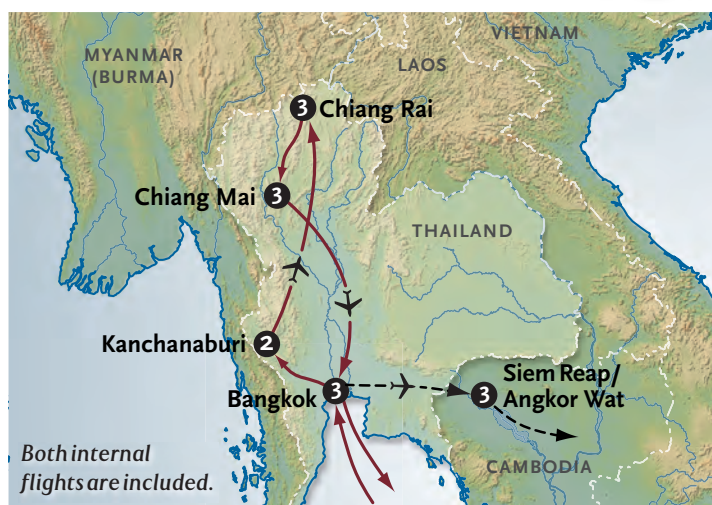 VIETNAM
MYANMAR
(BURMA)
LAOS
3 Chiang Rai
Chiang Mai 3
THAILAND
Kanchanaburi 2
Bangkok 3
3 Siem Reap/
Angkor Wat
Both internal
flights are included.
CAMBODIA